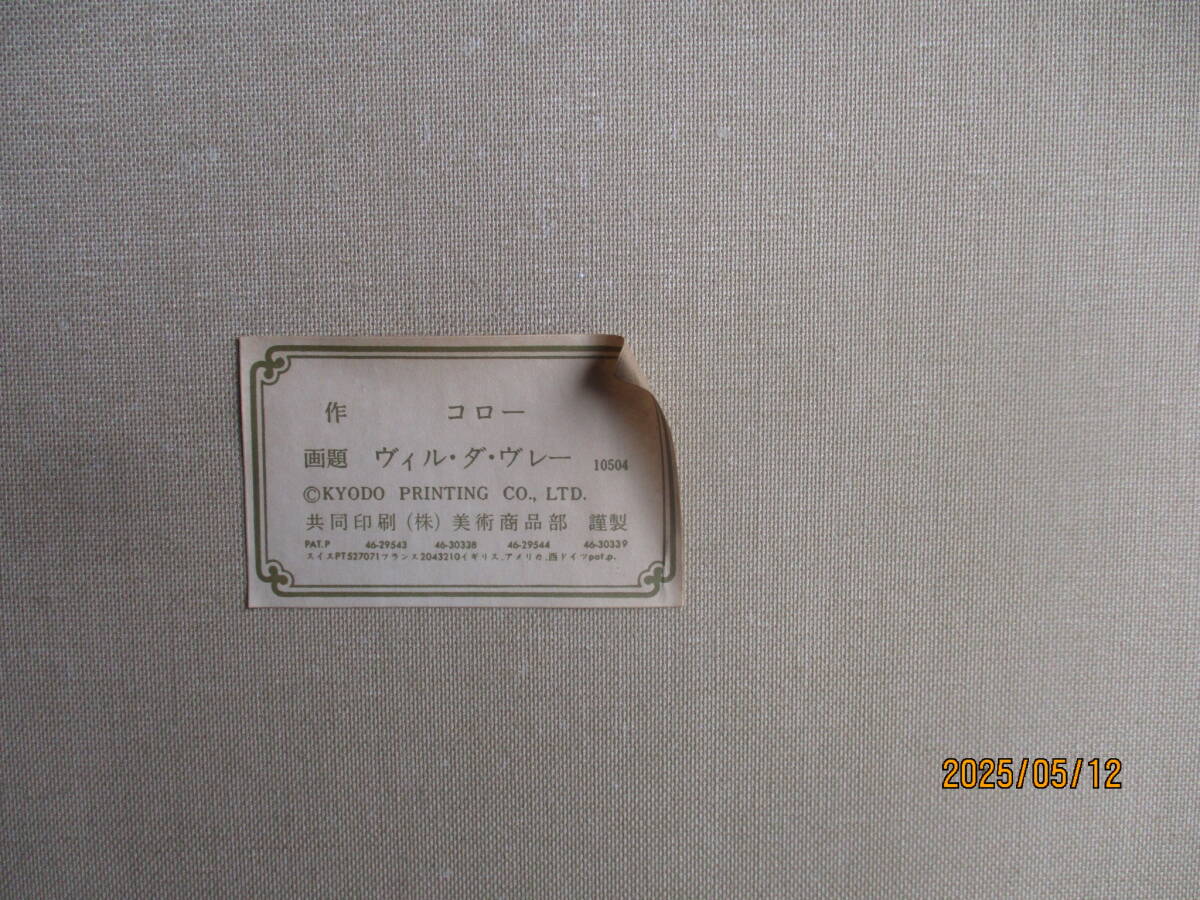 作 コロー
画題 ヴィル・ダ・ヴレー 10504
©KYODO PRINTING CO., LTD.
共同印刷(株)美術商品部 謹製
PAT.P 46-29543 46-30338 46-29544 46-30339
スイスPT527071フランス2043210イギリス、アメリカ、西ドイツpat.p.
2025/05/12